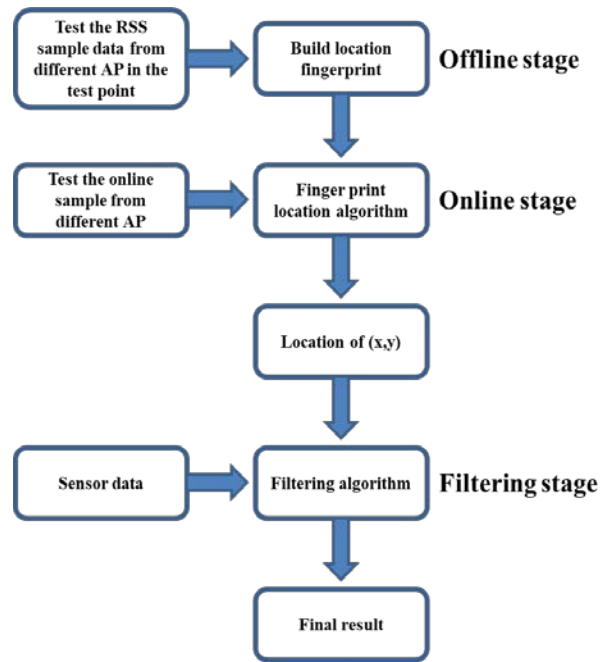 Test the RSS
sample data from
different AP in the
test point
Build location
fingerprint
Offline stage
Test the online
sample from
different AP
Finger print
location algorithm
Online stage
Location of (x,y)
Sensor data
Filtering algorithm
Filtering stage
Final result